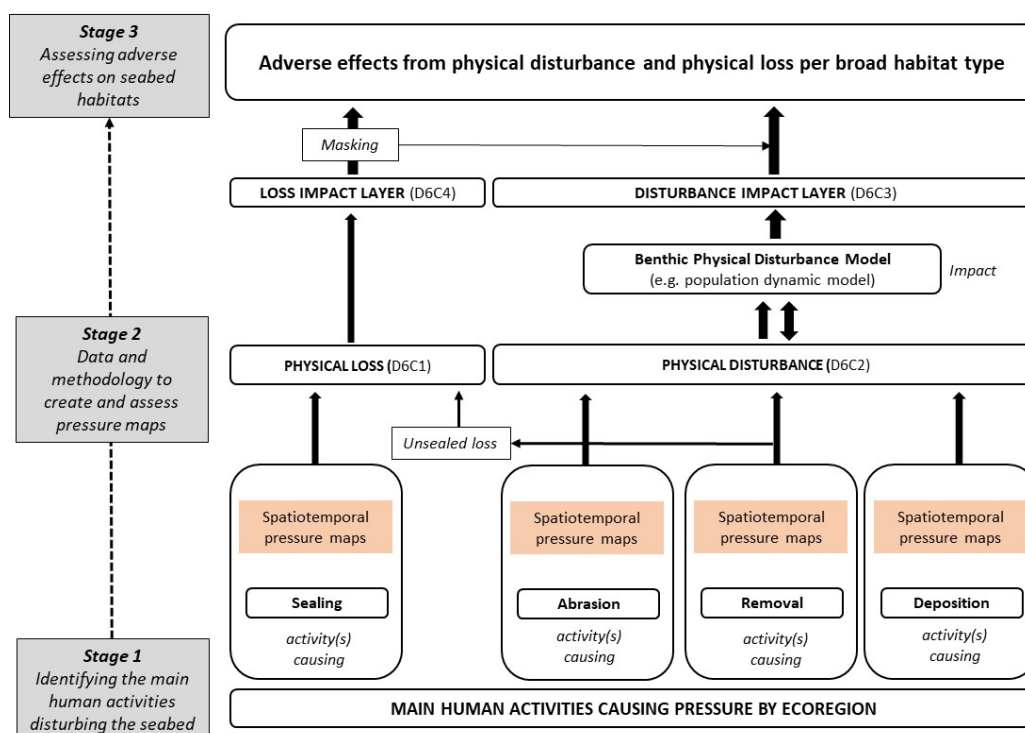 Stage 3
Assessing adverse
effects on seabed
habitats
Adverse effects from physical disturbance and physical loss per broad habitat type
Masking
LOSS IMPACT LAYER (D6C4)
DISTURBANCE IMPACT LAYER (D6C3)
Benthic Physical Disturbance Model
(e.g. population dynamic model)
Impact
Stage 2
Data and
methodology to
create and assess
pressure maps
PHYSICAL LOSS (D6C1)
PHYSICAL DISTURBANCE (D6C2)
Unsealed loss
Spatiotemporal
pressure maps
Sealing
activity(s)
causing
Spatiotemporal
pressure maps
Abrasion
activity(s)
causing
Spatiotemporal
pressure maps
Removal
activity(s)
causing
Spatiotemporal
pressure maps
Deposition
activity(s)
causing
Stage 1
Identifying the main
human activities
disturbing the seabed
MAIN HUMAN ACTIVITIES CAUSING PRESSURE BY ECOREGION